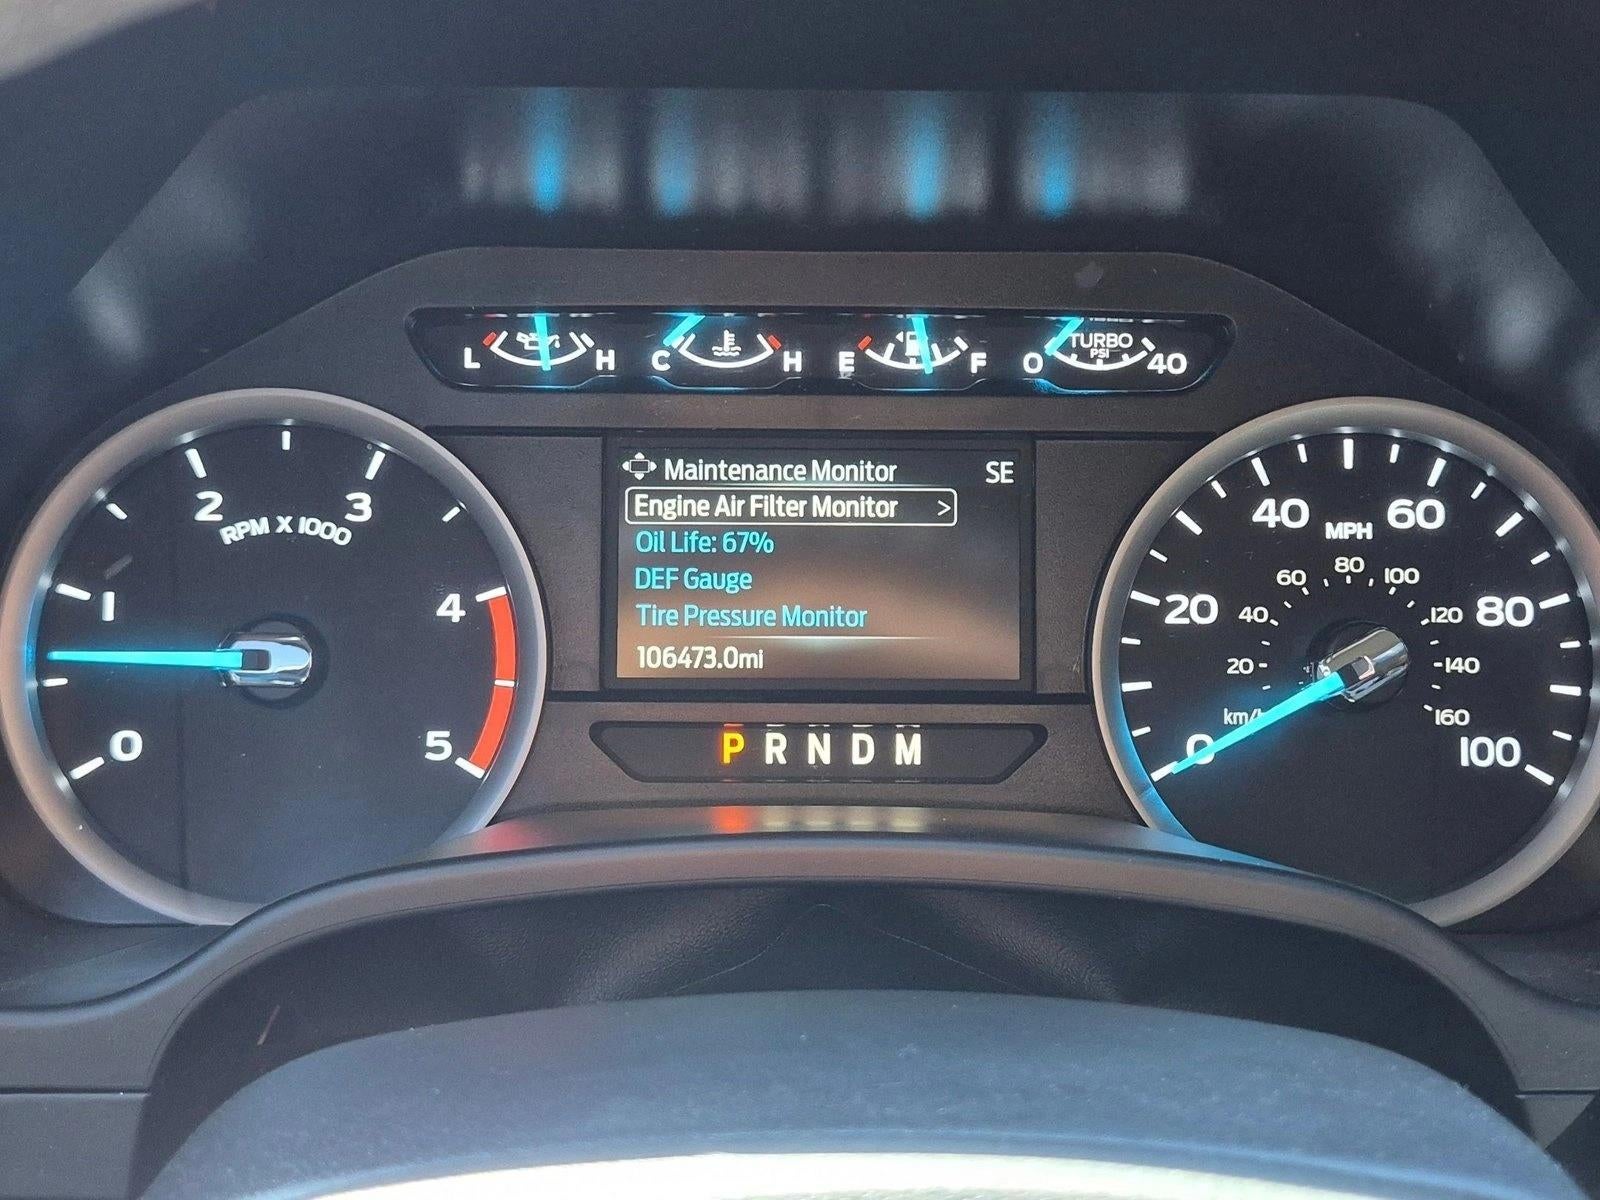 L H C H E F 0 TURBO PSI 40
Maintenance Monitor SE
Engine Air Filter Monitor >
Oil Life: 67%
DEF Gauge
Tire Pressure Monitor
106473.0mi
P R N D M
0 1 2 3 4 5
RPM X 1000
0 20 40 60 80 100
MPH
20 40 60 80 100 120 140 160
km/h